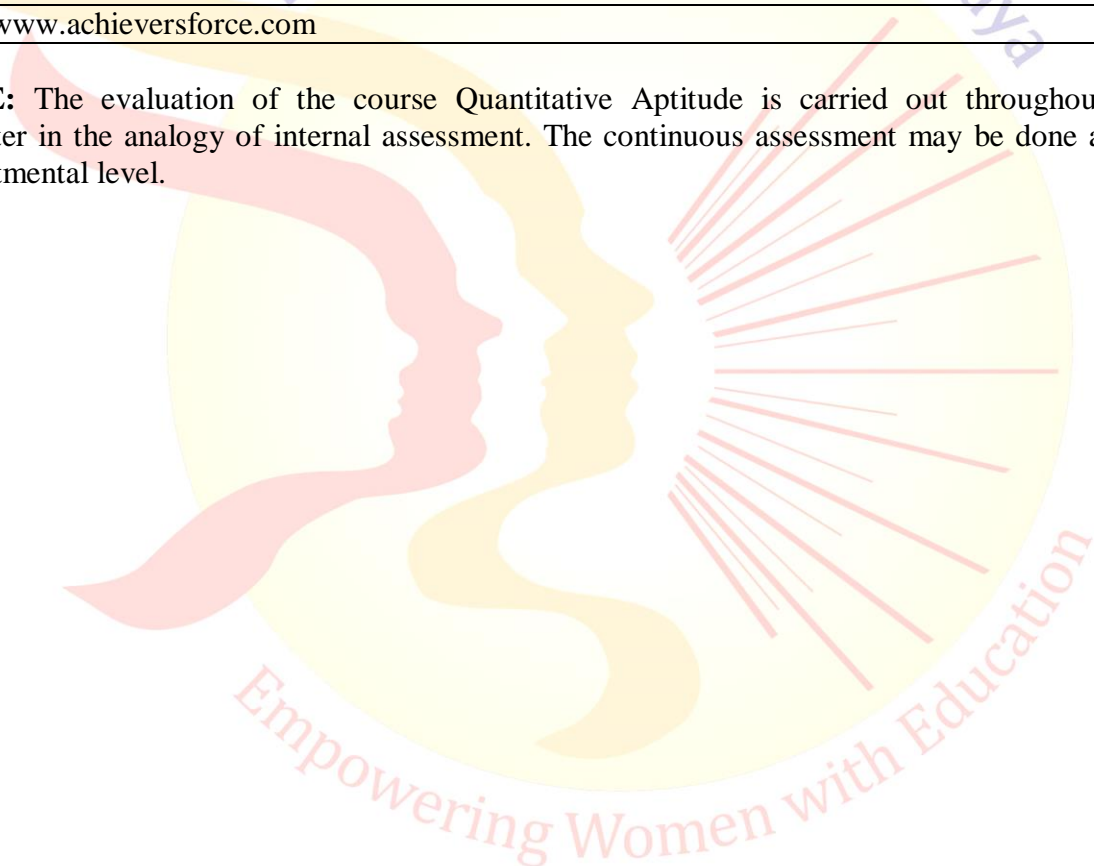 www.achieversforce.com
E: The evaluation of the course Quantitative Aptitude is carried out throughou
er in the analogy of internal assessment. The continuous assessment may be done a
tmental level.
Empowering Women with Education